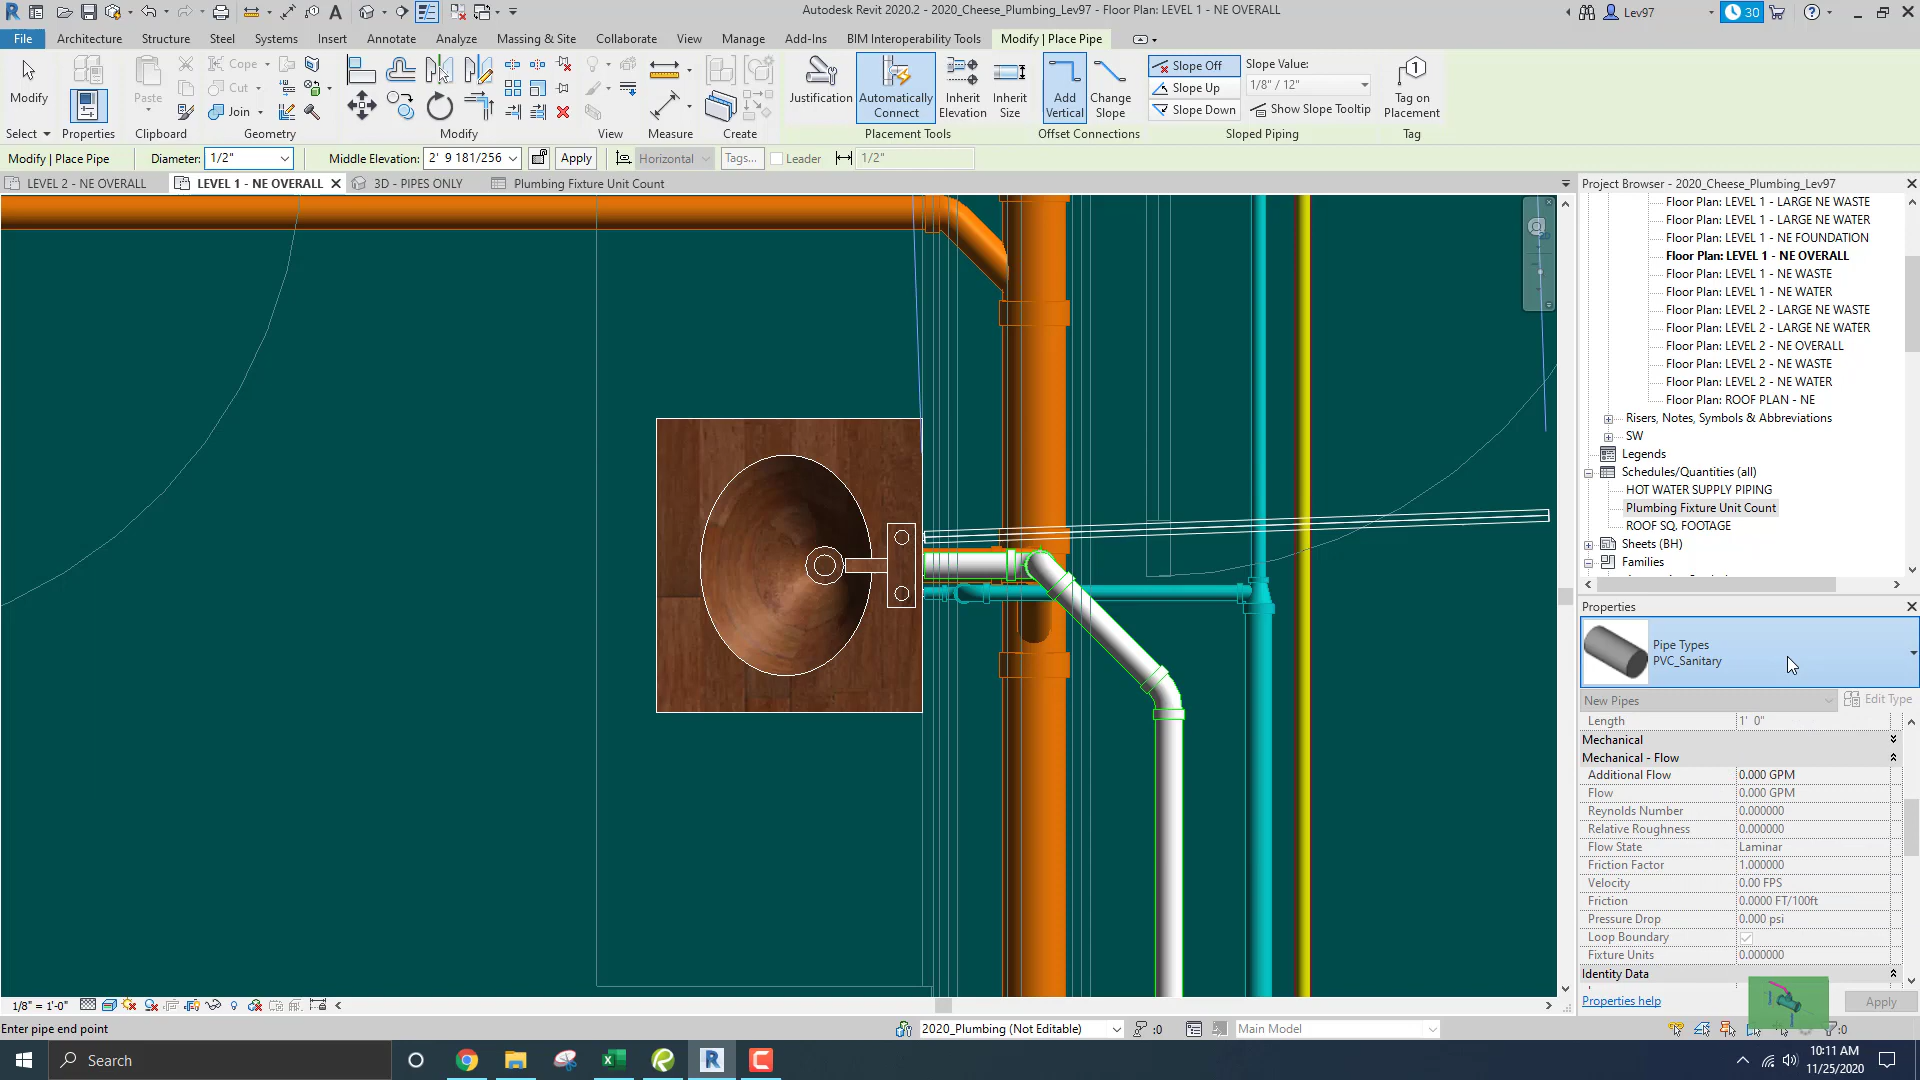 Autodesk Revit 2020.2 - 2020_Cheese_Plumbing_Lev97 - Floor Plan: LEVEL 1 - NE OVERALL
Lev97
30
File Architecture Structure Steel Systems Insert Annotate Analyze Massing & Site Collaborate View Manage Add-Ins BIM Interoperability Tools Modify | Place Pipe
Modify
Paste
Cope
Cut
Join
Justification
Automatically Connect
Inherit Elevation
Inherit Size
Add Vertical
Change Slope
Slope Off
Slope Up
Slope Down
Slope Value:
1/8" / 12"
Show Slope Tooltip
Tag on Placement
Select Properties Clipboard Geometry Modify View Measure Create Placement Tools Offset Connections Sloped Piping Tag
Modify | Place Pipe Diameter: 1/2" Middle Elevation: 2' 9 181/256 Apply Horizontal Tags... Leader 1/2"
LEVEL 2 - NE OVERALL LEVEL 1 - NE OVERALL 3D - PIPES ONLY Plumbing Fixture Unit Count
Project Browser - 2020_Cheese_Plumbing_Lev97
Floor Plan: LEVEL 1 - LARGE NE WASTE
Floor Plan: LEVEL 1 - LARGE NE WATER
Floor Plan: LEVEL 1 - NE FOUNDATION
Floor Plan: LEVEL 1 - NE OVERALL
Floor Plan: LEVEL 1 - NE WASTE
Floor Plan: LEVEL 1 - NE WATER
Floor Plan: LEVEL 2 - LARGE NE WASTE
Floor Plan: LEVEL 2 - LARGE NE WATER
Floor Plan: LEVEL 2 - NE OVERALL
Floor Plan: LEVEL 2 - NE WASTE
Floor Plan: LEVEL 2 - NE WATER
Floor Plan: ROOF PLAN - NE
Risers, Notes, Symbols & Abbreviations
SW
Legends
Schedules/Quantities (all)
HOT WATER SUPPLY PIPING
Plumbing Fixture Unit Count
ROOF SQ. FOOTAGE
Sheets (BH)
Families
Properties
Pipe Types
PVC_Sanitary
New Pipes Edit Type
Length 1' 0"
Mechanical
Mechanical - Flow
Additional Flow 0.000 GPM
Flow 0.000 GPM
Reynolds Number 0.000000
Relative Roughness 0.000000
Flow State Laminar
Friction Factor 1.000000
Velocity 0.00 FPS
Friction 0.0000 FT/100ft
Pressure Drop 0.000 psi
Loop Boundary
Fixture Units 0.000000
Identity Data
Properties help Apply
1/8" = 1'-0"
Enter pipe end point 2020_Plumbing (Not Editable) :0 Main Model :0
Search
10:11 AM
11/25/2020